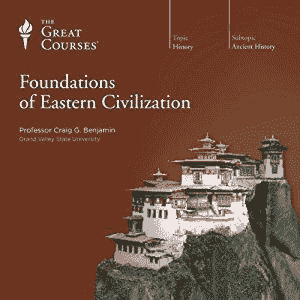 THE
GREAT
COURSES®
Topic
History
Subtopic
Ancient History
Foundations
of Eastern Civilization
Professor Craig G. Benjamin
Grand Valley State University